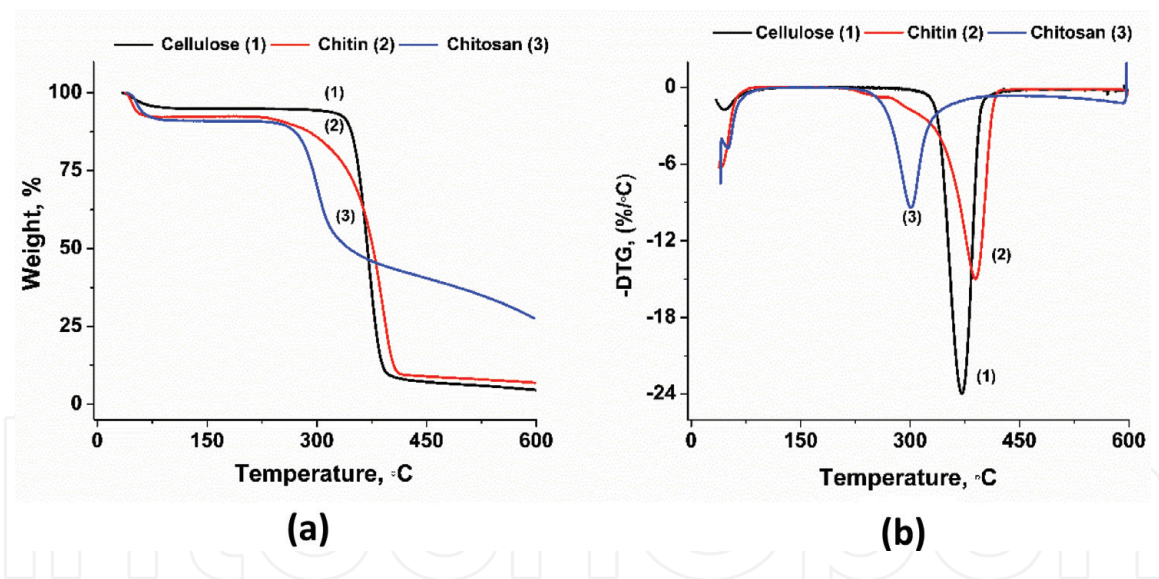 Cellulose (1) Chitin (2) Chitosan (3)
100
75
50
25
0
Weight, %
(1)
(2)
(3)
0 150 300 450 600
Temperature, °C
(a)
Cellulose (1) Chitin (2) Chitosan (3)
0
-6
-12
-18
-24
-DTG, (%/°C)
(3)
(2)
(1)
0 150 300 450 600
Temperature, °C
(b)